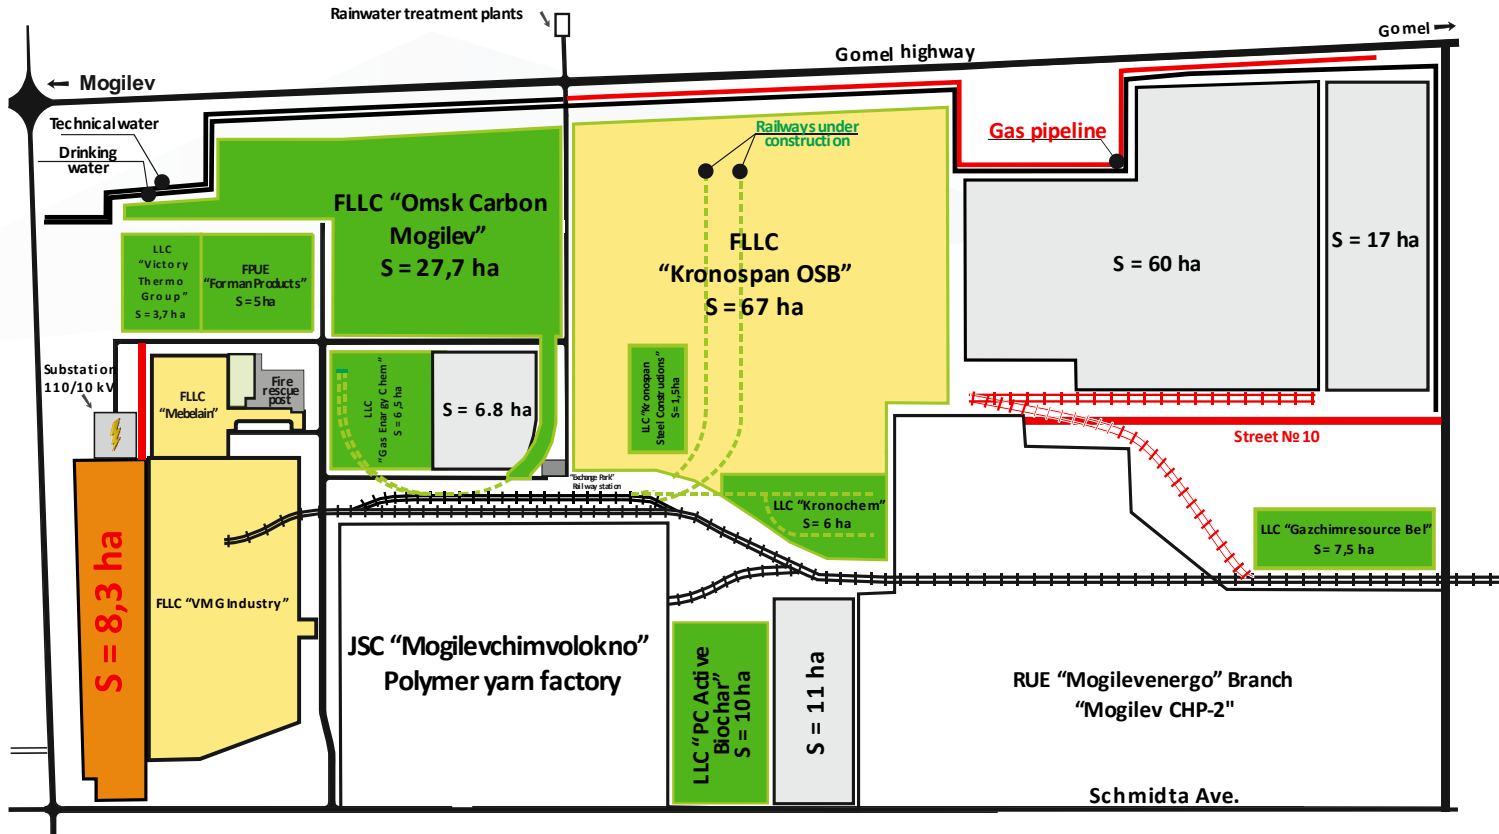 Rainwater treatment plants
Gomel
Gomel highway
Mogilev
Technical water
Drinking
water
Railways under
construction
Gas pipeline
FLLC “Omsk Carbon
Mogilev”
S = 27,7 ha
FLLC
“Kronospan OSB”
S = 67 ha
S = 60 ha
S = 17 ha
LLC
“Victory
Thermo
Group”
S = 3,7 ha
FPUE
“Forman Products”
S = 5 ha
Substation
110/10 kV
FLLC
“Mebelain”
Fire
rescue
post
LLC
“Gas Enargy Chem”
S = 6,5 ha
S = 6.8 ha
LLC “Kronospan
Steel Constructions”
S = 1,5 ha
Street № 10
“Exchange Park”
Railway station
LLC “Kronochem”
S = 6 ha
LLC “Gazchimresource Bel”
S = 7,5 ha
S = 8,3 ha
FLLC “VMG Industry”
JSC “Mogilevchimvolokno”
Polymer yarn factory
LLC “PC Active
Biochar”
S = 10 ha
S = 11 ha
RUE “Mogilevenergo” Branch
“Mogilev CHP-2"
Schmidta Ave.